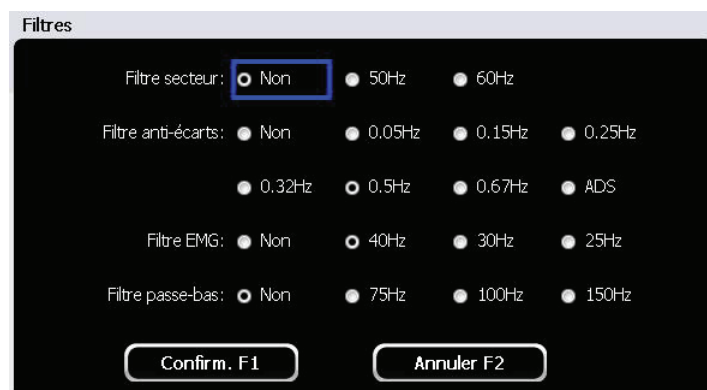 Filtres
Filtre secteur: Non 50Hz 60Hz
Filtre anti-écarts: Non 0.05Hz 0.15Hz 0.25Hz
0.32Hz 0.5Hz 0.67Hz ADS
Filtre EMG: Non 40Hz 30Hz 25Hz
Filtre passe-bas: Non 75Hz 100Hz 150Hz
Confirm. F1 Annuler F2